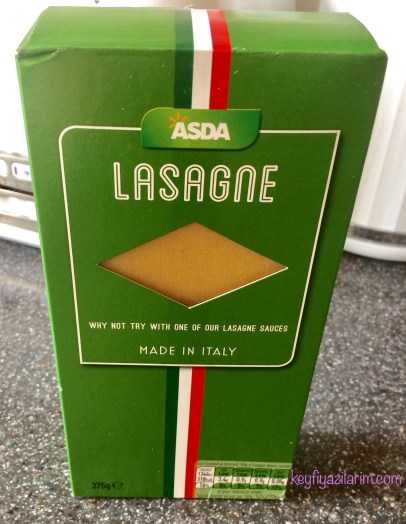 ASDA
LASAGNE
WHY NOT TRY WITH ONE OF OUR LASAGNE SAUCES
MADE IN ITALY
375g e
keyfiyazilarim.com